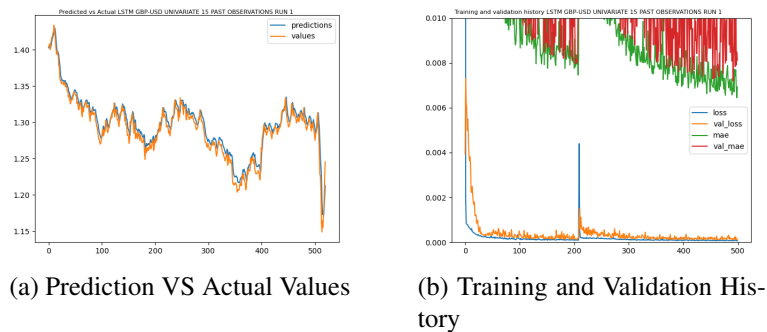 Predicted vs Actual LSTM GBP-USD UNIVARIATE 15 PAST OBSERVATIONS RUN 1
predictions
values
1.40
1.35
1.30
1.25
1.20
1.15
0 100 200 300 400 500
(a) Prediction VS Actual Values
Training and validation history LSTM GBP-USD UNIVARIATE 15 PAST OBSERVATIONS RUN 1
0.010
0.008
0.006
0.004
0.002
0.000
loss
val_loss
mae
val_mae
0 100 200 300 400 500
(b) Training and Validation His-
tory